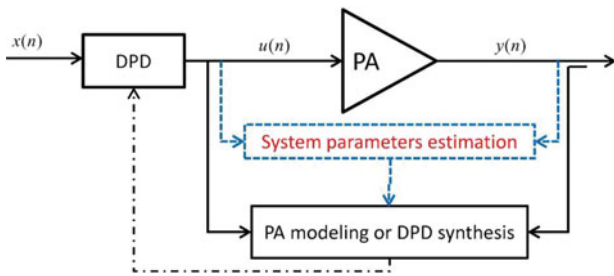 x(n)
DPD
u(n)
PA
y(n)
System parameters estimation
PA modeling or DPD synthesis